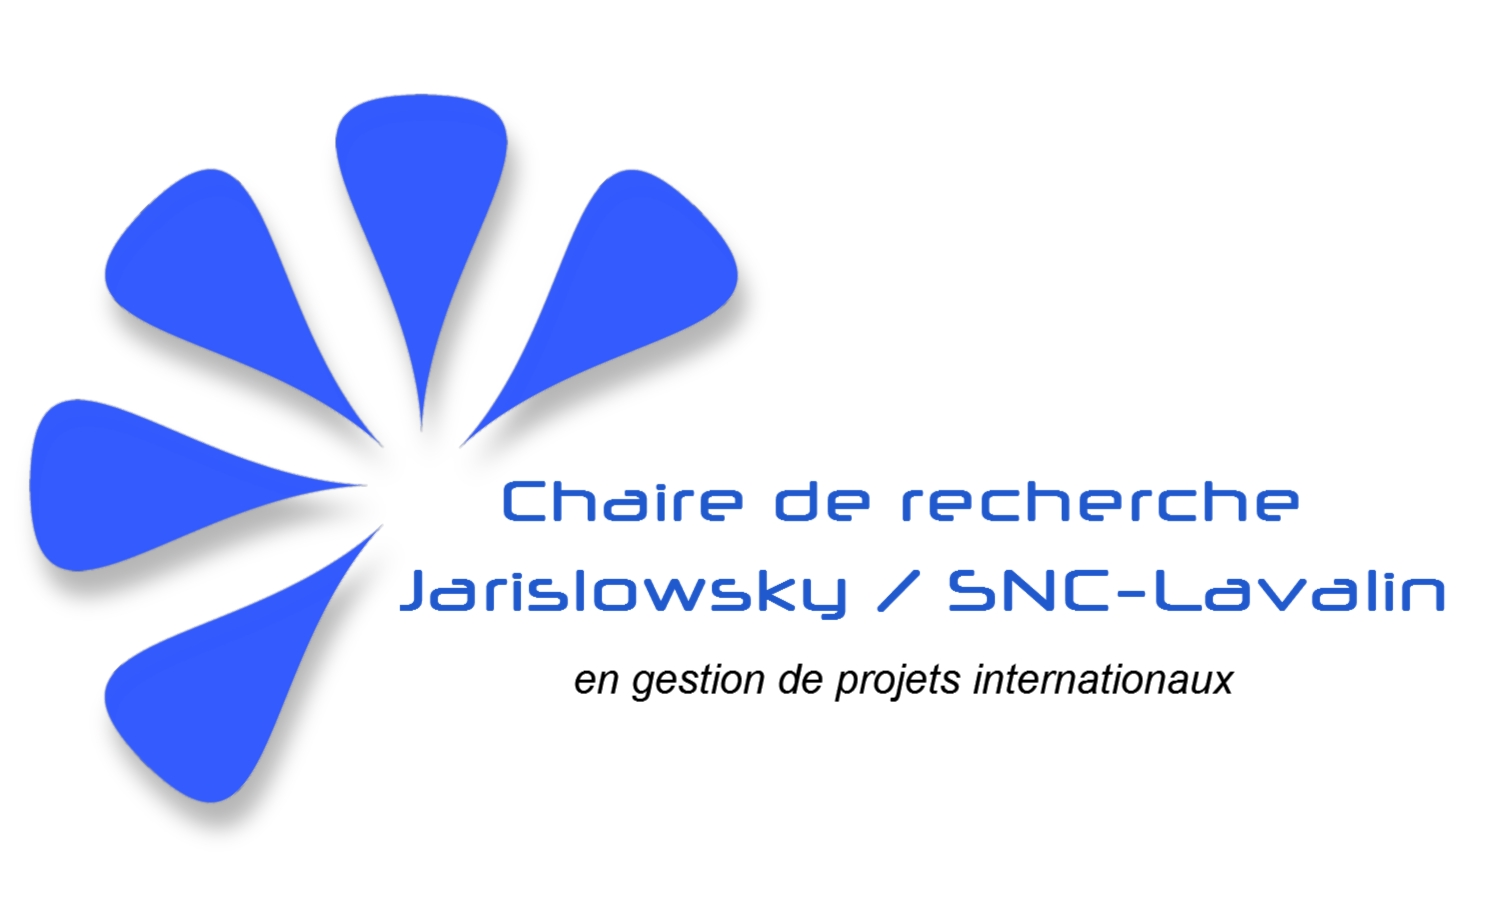 Chaire de recherche
Jarislowsky / SNC-Lavalin
en gestion de projets internationaux